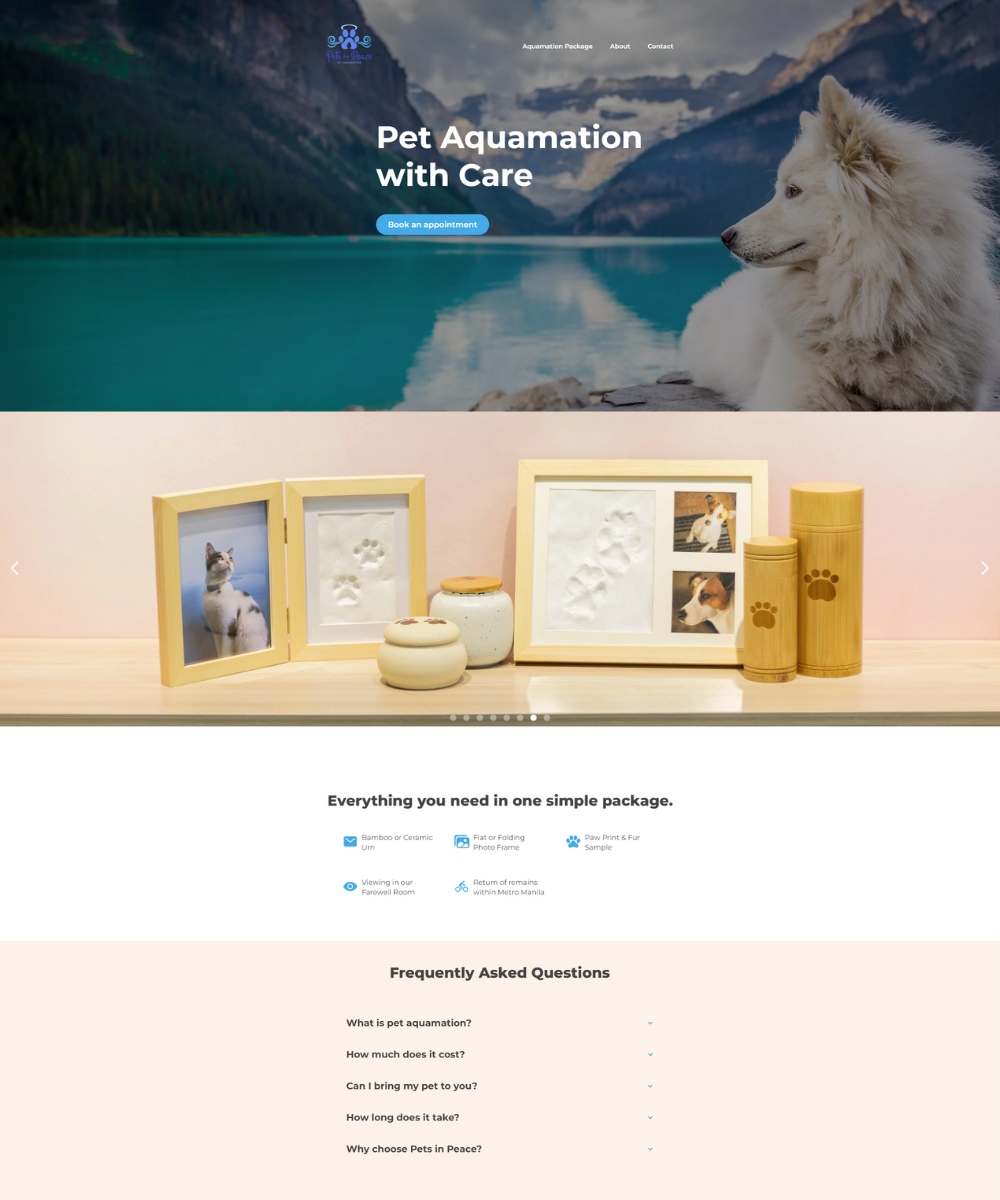 Pets in Peace
PET AQUAMATION
Aquamation Package
About
Contact
Pet Aquamation
with Care
Book an appointment
Everything you need in one simple package.
Bamboo or Ceramic
Urn
Flat or Folding
Photo Frame
Paw Print & Fur
Sample
Viewing in our
Farewell Room
Return of remains
within Metro Manila
Frequently Asked Questions
What is pet aquamation?
How much does it cost?
Can I bring my pet to you?
How long does it take?
Why choose Pets in Peace?